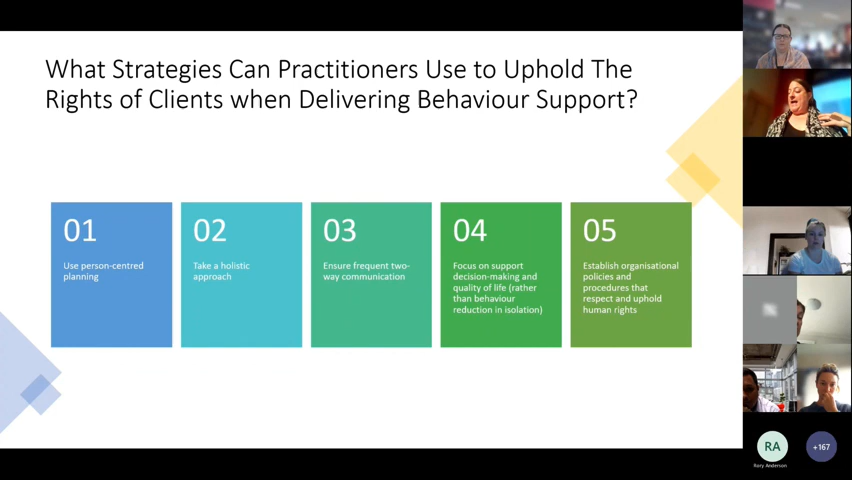 What Strategies Can Practitioners Use to Uphold The
Rights of Clients when Delivering Behaviour Support?
01
Use person-centred
planning
02
Take a holistic
approach
03
Ensure frequent two-
way communication
04
Focus on support
decision-making and
quality of life (rather
than behaviour
reduction in isolation)
05
Establish organisational
policies and
procedures that
respect and uphold
human rights
RA
Rory Anderson
+167